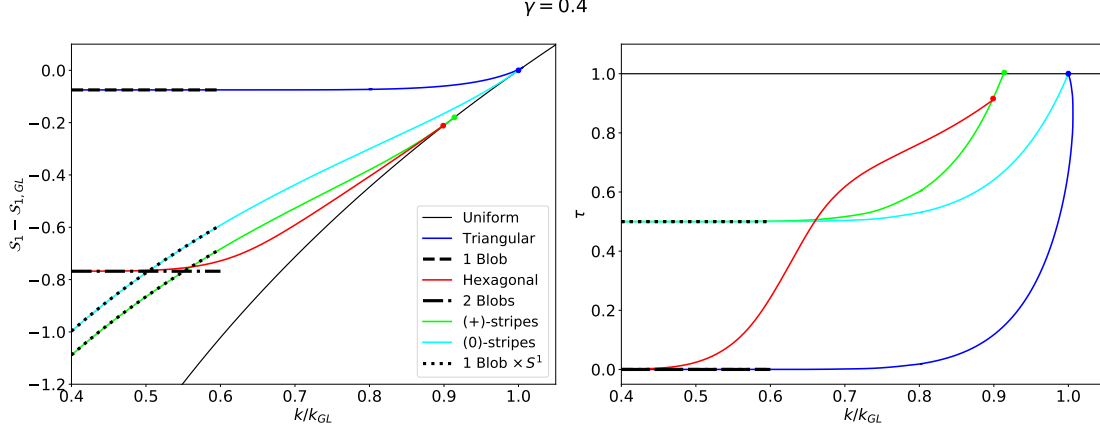 γ = 0.4
0.0
−0.2
−0.4
−0.6
−0.8
−1.0
−1.2
𝒮₁ − 𝒮₁,GL
0.4 0.5 0.6 0.7 0.8 0.9 1.0
k/k_GL
Uniform
Triangular
1 Blob
Hexagonal
2 Blobs
(+)-stripes
(0)-stripes
1 Blob × S¹
1.0
0.8
0.6
0.4
0.2
0.0
τ
0.4 0.5 0.6 0.7 0.8 0.9 1.0
k/k_GL